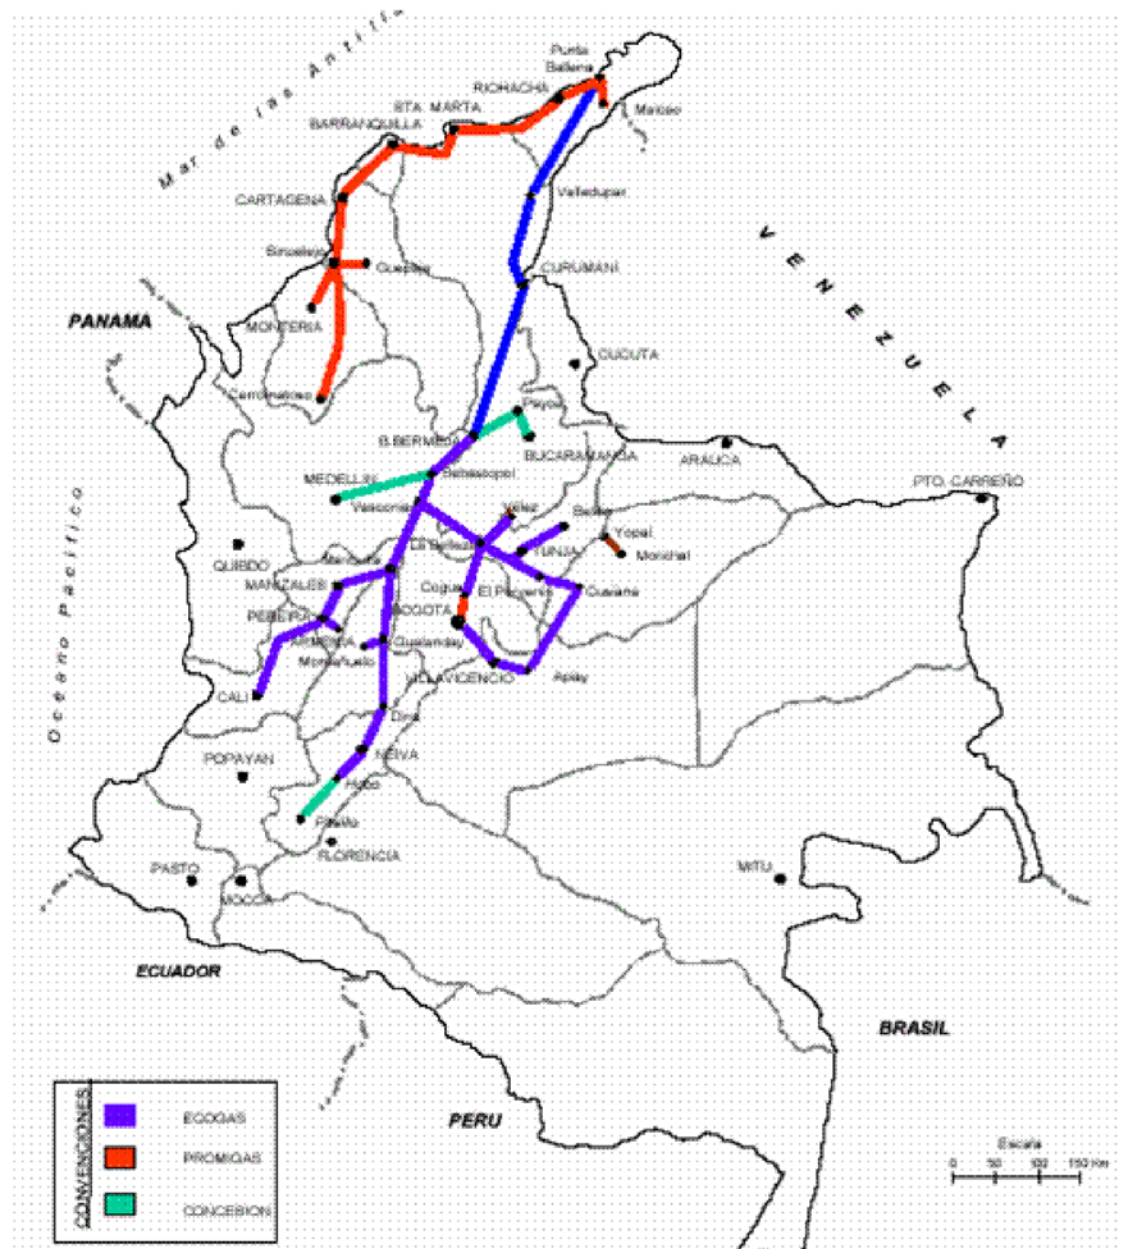 Mar de las Antillas
Punta
Ballena
RIOHACHA
Maicao
STA. MARTA
BARRANQUILLA
Valledupar
CARTAGENA
Sincelejo
CURUMANI
VENEZUELA
PANAMA
MONTERIA
CUCUTA
Cerromatoso
Payoa
B.BERMEJA
BUCARAMANGA
ARAUCA
Sebastopol
MEDELLIN
PTO. CARREÑO
Vasconia
Velez
Yopal
La Belleza
TUNJA
Morichal
QUIBDO
Mariquita
MANIZALES
Cogua
El Porvenir
Cusiana
PEREIRA
BOGOTA
ARMENIA
Gualanday
Montañuelo
VILLAVICENCIO
Apiay
CALI
Dina
Oceano Pacifico
POPAYAN
NEIVA
Hobo
FLORENCIA
PASTO
MITU
MOCOA
ECUADOR
BRASIL
PERU
CONVENCIONES
ECOGAS
PROMIGAS
CONCESION
Escala
0 50 100 150 Km